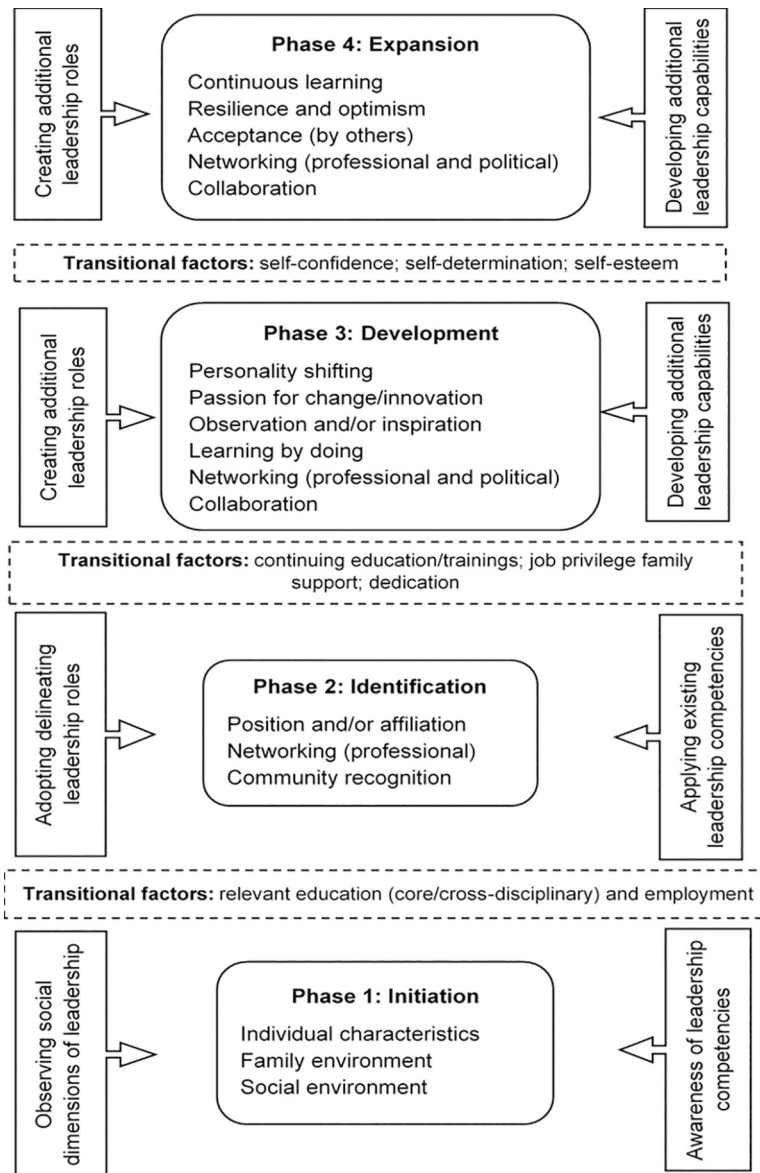 Creating additional
leadership roles
Phase 4: Expansion
Continuous learning
Resilience and optimism
Acceptance (by others)
Networking (professional and political)
Collaboration
Developing additional
leadership capabilities
Transitional factors: self-confidence; self-determination; self-esteem
Creating additional
leadership roles
Phase 3: Development
Personality shifting
Passion for change/innovation
Observation and/or inspiration
Learning by doing
Networking (professional and political)
Collaboration
Developing additional
leadership capabilities
Transitional factors: continuing education/trainings; job privilege family
support; dedication
Adopting delineating
leadership roles
Phase 2: Identification
Position and/or affiliation
Networking (professional)
Community recognition
Applying existing
leadership competencies
Transitional factors: relevant education (core/cross-disciplinary) and employment
Observing social
dimensions of leadership
Phase 1: Initiation
Individual characteristics
Family environment
Social environment
Awareness of leadership
competencies